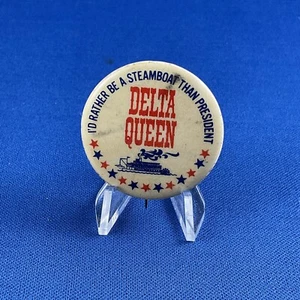 I'D RATHER BE A STEAMBOAT THAN PRESIDENT
DELTA
QUEEN